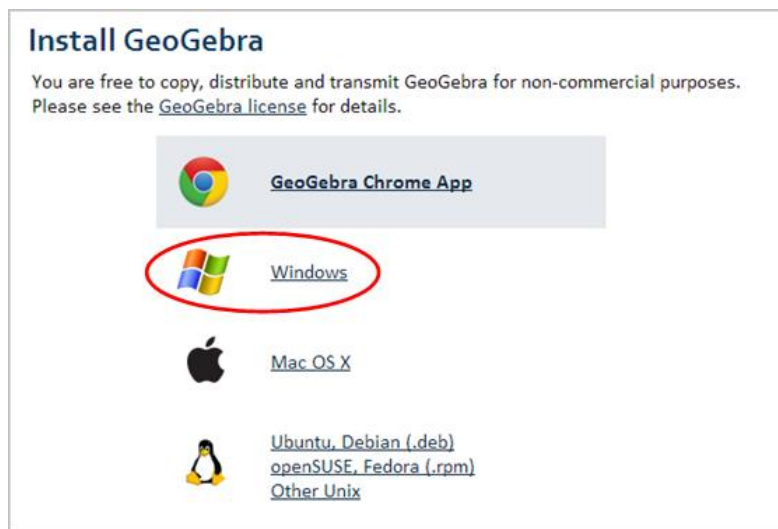 Install GeoGebra
You are free to copy, distribute and transmit GeoGebra for non-commercial purposes.
Please see the GeoGebra license for details.
GeoGebra Chrome App
Windows
Mac OS X
Ubuntu, Debian (.deb)
openSUSE, Fedora (.rpm)
Other Unix